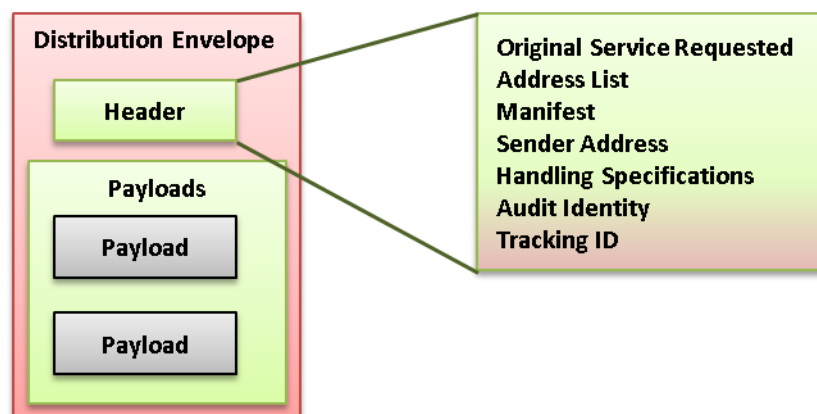 Distribution Envelope
Header
Payloads
Payload
Payload
Original Service Requested
Address List
Manifest
Sender Address
Handling Specifications
Audit Identity
Tracking ID